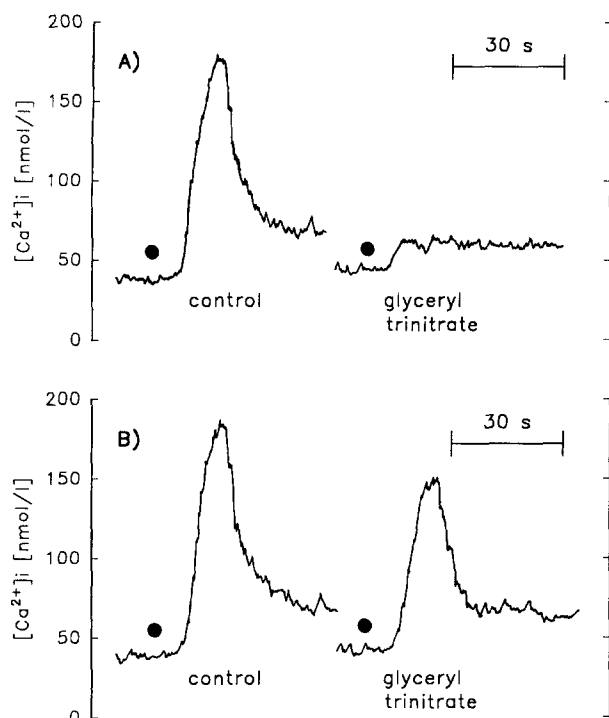 200
A)
30 s
150
100
50
0
[Ca²⁺]i [nmol/l]
control
glyceryl
trinitrate
200
B)
30 s
150
100
50
0
[Ca²⁺]i [nmol/l]
control
glyceryl
trinitrate